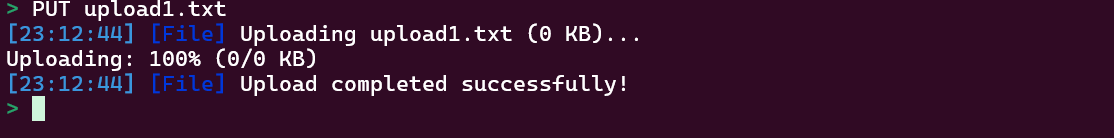 > PUT upload1.txt
[23:12:44] [File] Uploading upload1.txt (0 KB)...
Uploading: 100% (0/0 KB)
[23:12:44] [File] Upload completed successfully!
>